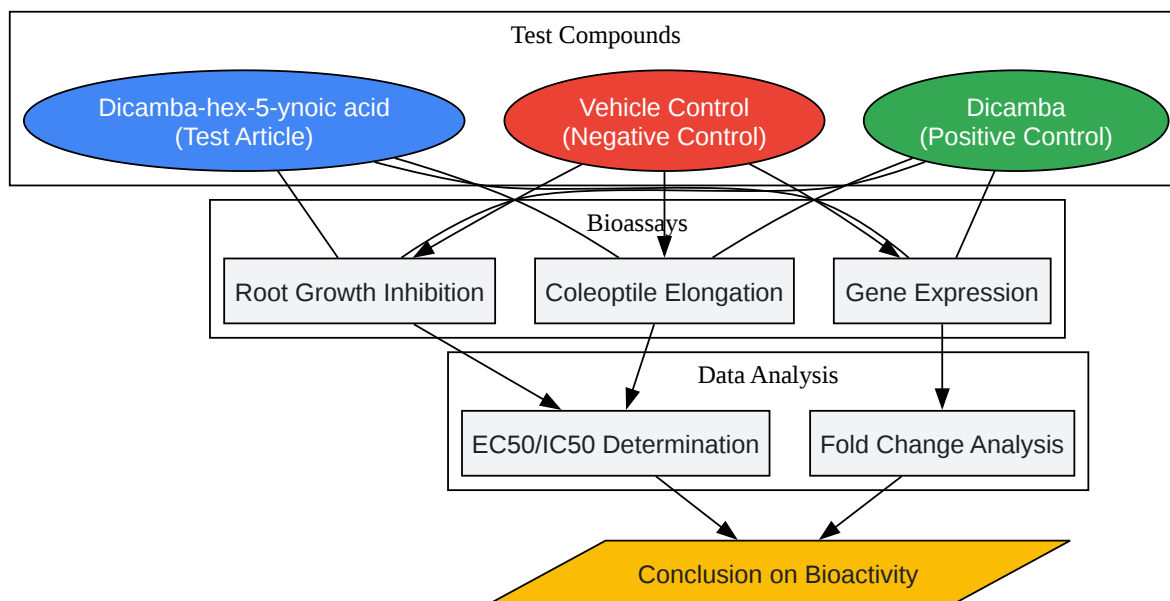 Test Compounds
Dicamba-hex-5-ynoic acid
(Test Article)
Vehicle Control
(Negative Control)
Dicamba
(Positive Control)
Bioassays
Root Growth Inhibition
Coleoptile Elongation
Gene Expression
Data Analysis
EC50/IC50 Determination
Fold Change Analysis
Conclusion on Bioactivity